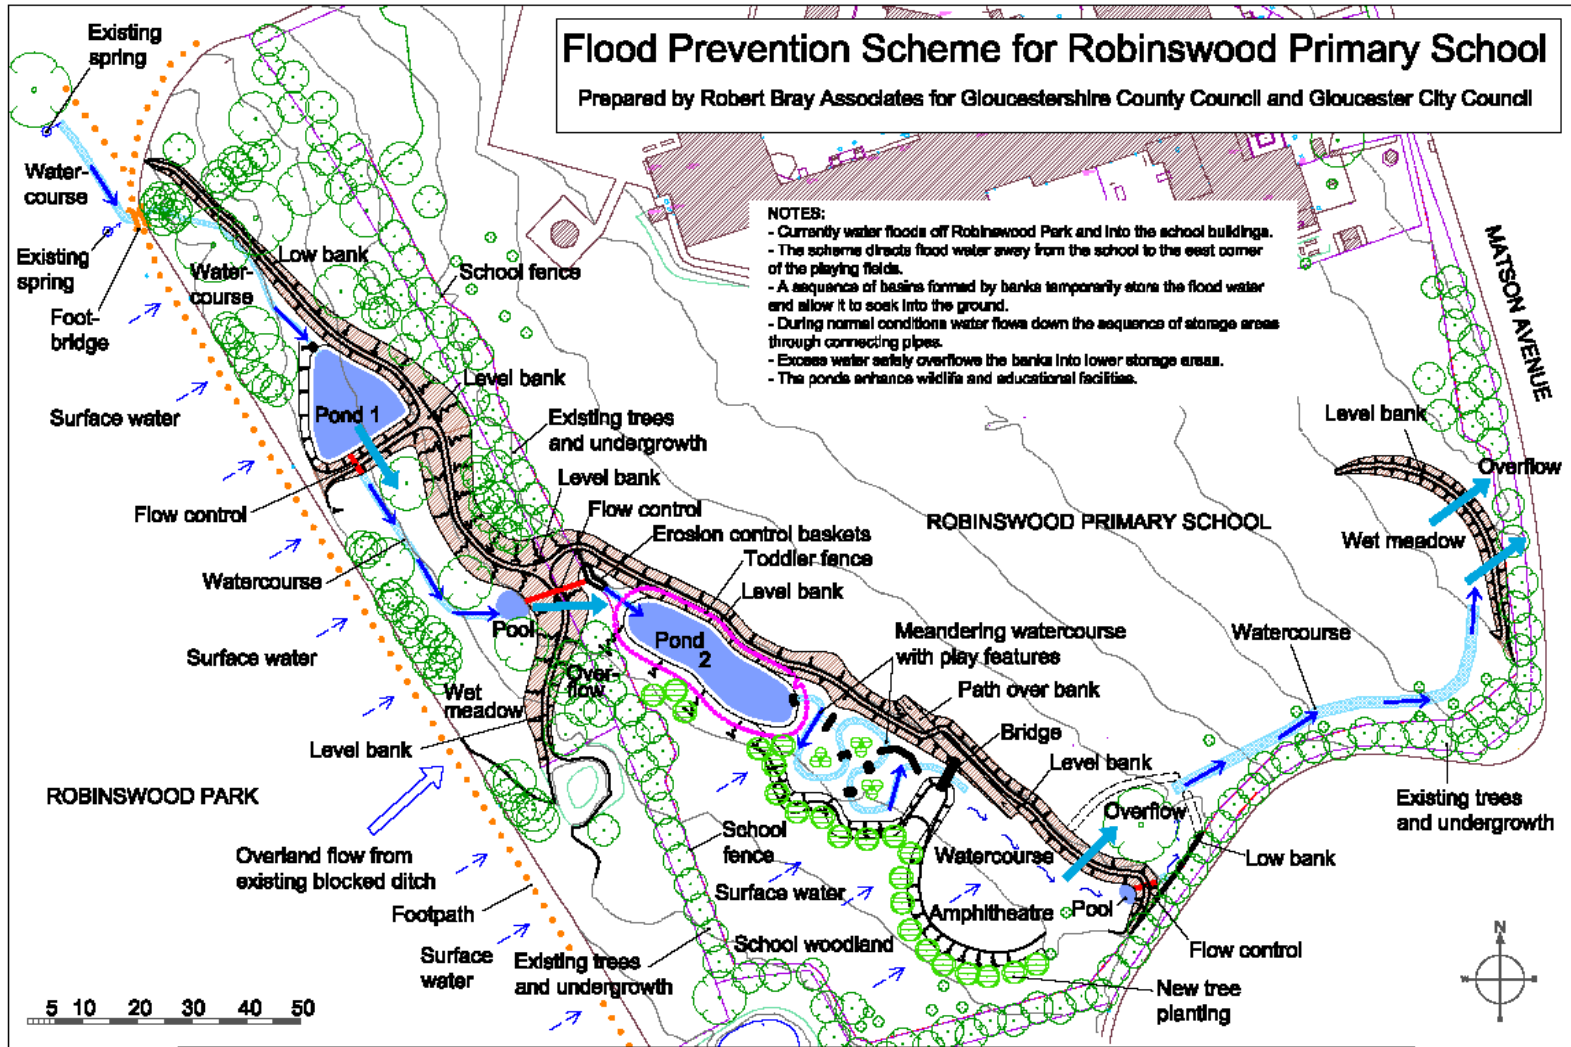 Flood Prevention Scheme for Robinswood Primary School
Prepared by Robert Bray Associates for Gloucestershire County Council and Gloucester City Council
Existing
spring
Water-
course
Existing
spring
Foot-
bridge
Low bank
Water-
course
School fence
NOTES:
- Currently water floods off Robinswood Park and into the school buildings.
- The scheme directs flood water away from the school to the east corner
of the playing fields.
- A sequence of basins formed by banks temporarily store the flood water
and allow it to soak into the ground.
- During normal conditions water flows down the sequence of storage areas
through connecting pipes.
- Excess water safely overflows the banks into lower storage areas.
- The ponds enhance wildlife and educational facilities.
MATSON AVENUE
Surface water
Pond 1
Level bank
Existing trees
and undergrowth
Level bank
Overflow
Flow control
Level bank
Flow control
Erosion control baskets
Toddler fence
Level bank
ROBINSWOOD PRIMARY SCHOOL
Wet meadow
Watercourse
Pool
Pond
2
Meandering watercourse
with play features
Watercourse
Surface water
Over-
flow
Wet
meadow
Path over bank
Level bank
Bridge
Level bank
ROBINSWOOD PARK
Overflow
Existing trees
and undergrowth
School
fence
Watercourse
Low bank
Overland flow from
existing blocked ditch
Surface water
Footpath
Amphitheatre
Pool
Surface
water
Existing trees
and undergrowth
School woodland
Flow control
New tree
planting
5 10 20 30 40 50
N
W
E
S